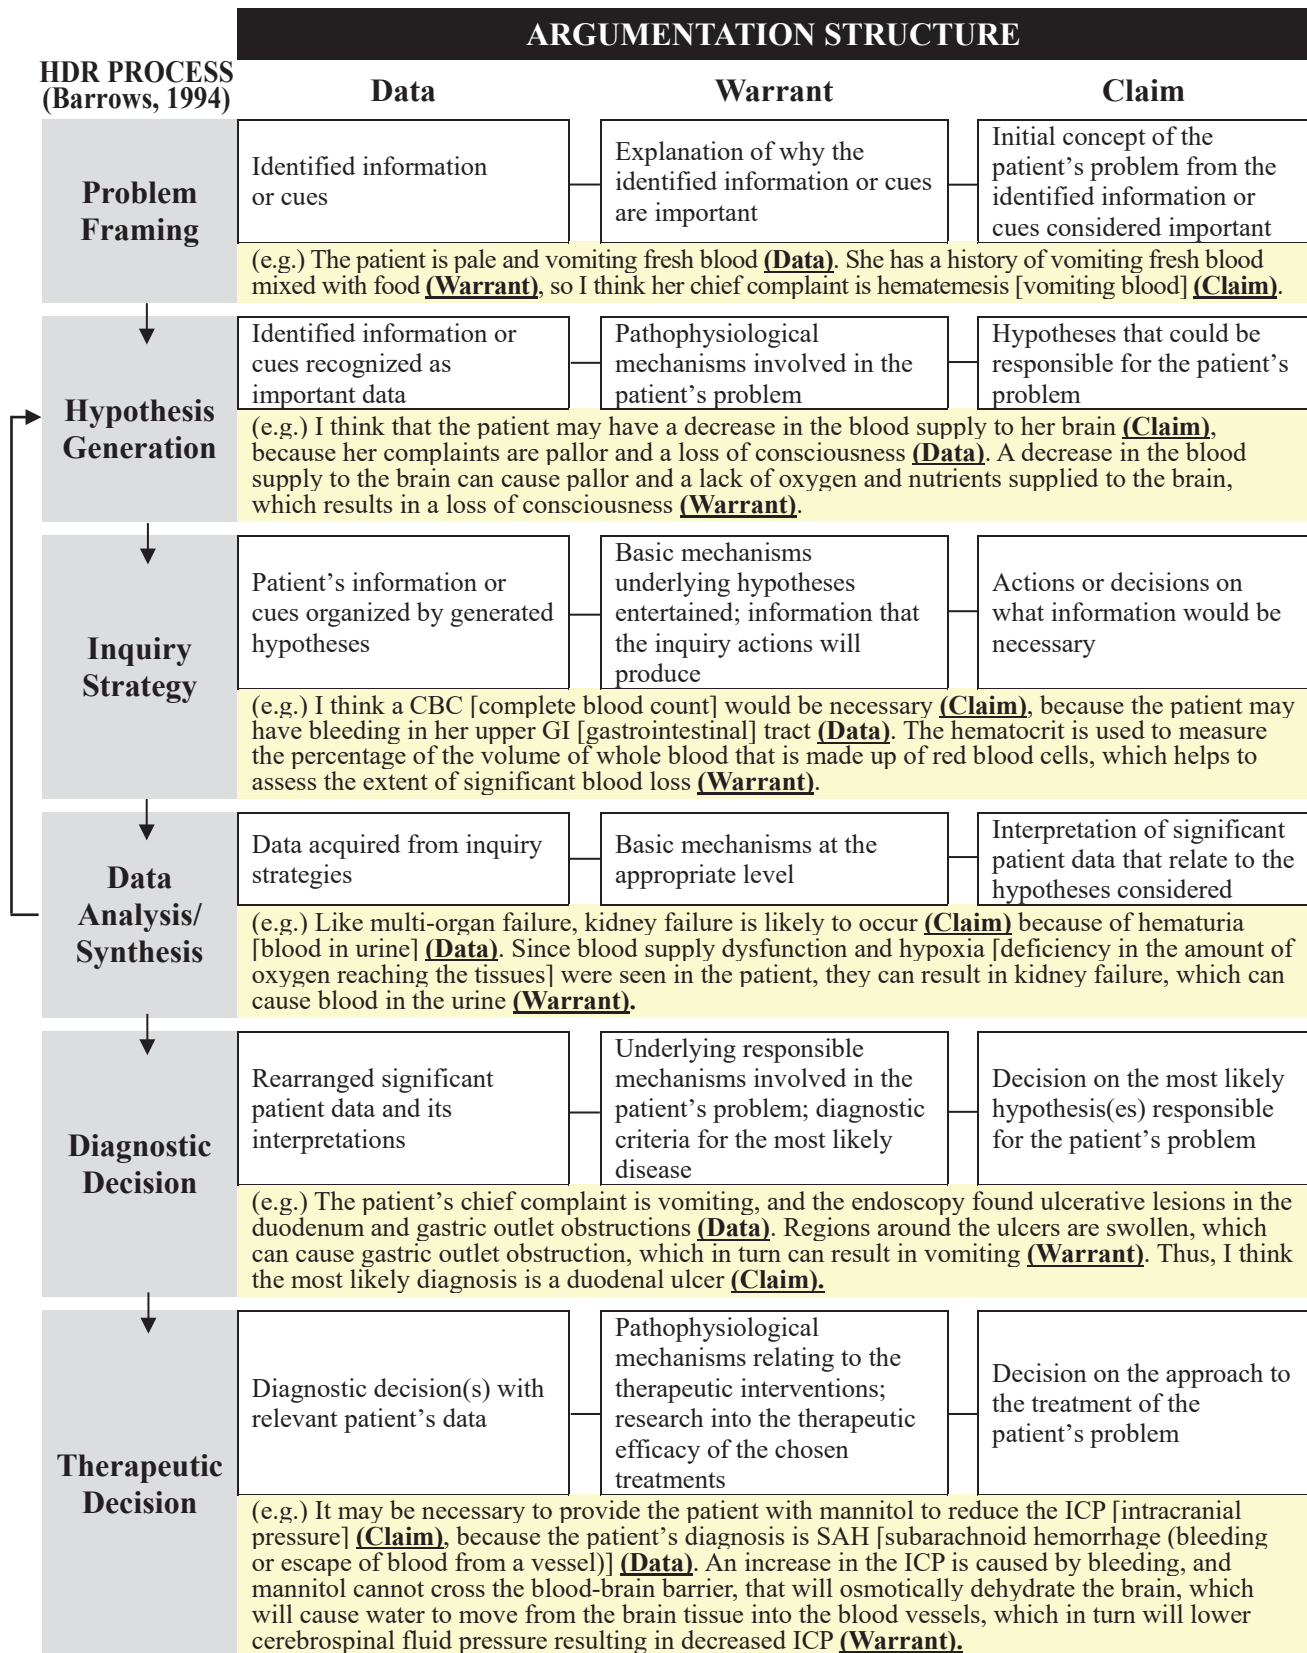 ARGUMENTATION STRUCTURE
HDR PROCESS
(Barrows, 1994)
Data
Warrant
Claim
Problem
Framing
Identified information
or cues
Explanation of why the
identified information or cues
are important
Initial concept of the
patient’s problem from the
identified information or
cues considered important
(e.g.) The patient is pale and vomiting fresh blood (Data). She has a history of vomiting fresh blood
mixed with food (Warrant), so I think her chief complaint is hematemesis [vomiting blood] (Claim).
Hypothesis
Generation
Identified information or
cues recognized as
important data
Pathophysiological
mechanisms involved in the
patient’s problem
Hypotheses that could be
responsible for the patient’s
problem
(e.g.) I think that the patient may have a decrease in the blood supply to her brain (Claim),
because her complaints are pallor and a loss of consciousness (Data). A decrease in the blood
supply to the brain can cause pallor and a lack of oxygen and nutrients supplied to the brain,
which results in a loss of consciousness (Warrant).
Inquiry
Strategy
Patient’s information or
cues organized by generated
hypotheses
Basic mechanisms
underlying hypotheses
entertained; information that
the inquiry actions will
produce
Actions or decisions on
what information would be
necessary
(e.g.) I think a CBC [complete blood count] would be necessary (Claim), because the patient may
have bleeding in her upper GI [gastrointestinal] tract (Data). The hematocrit is used to measure
the percentage of the volume of whole blood that is made up of red blood cells, which helps to
assess the extent of significant blood loss (Warrant).
Data
Analysis/
Synthesis
Data acquired from inquiry
strategies
Basic mechanisms at the
appropriate level
Interpretation of significant
patient data that relate to the
hypotheses considered
(e.g.) Like multi-organ failure, kidney failure is likely to occur (Claim) because of hematuria
[blood in urine] (Data). Since blood supply dysfunction and hypoxia [deficiency in the amount of
oxygen reaching the tissues] were seen in the patient, they can result in kidney failure, which can
cause blood in the urine (Warrant).
Diagnostic
Decision
Rearranged significant
patient data and its
interpretations
Underlying responsible
mechanisms involved in the
patient’s problem; diagnostic
criteria for the most likely
disease
Decision on the most likely
hypothesis(es) responsible
for the patient’s problem
(e.g.) The patient’s chief complaint is vomiting, and the endoscopy found ulcerative lesions in the
duodenum and gastric outlet obstructions (Data). Regions around the ulcers are swollen, which
can cause gastric outlet obstruction, which in turn can result in vomiting (Warrant). Thus, I think
the most likely diagnosis is a duodenal ulcer (Claim).
Therapeutic
Decision
Diagnostic decision(s) with
relevant patient’s data
Pathophysiological
mechanisms relating to the
therapeutic interventions;
research into the therapeutic
efficacy of the chosen
treatments
Decision on the approach to
the treatment of the
patient’s problem
(e.g.) It may be necessary to provide the patient with mannitol to reduce the ICP [intracranial
pressure] (Claim), because the patient’s diagnosis is SAH [subarachnoid hemorrhage (bleeding
or escape of blood from a vessel)] (Data). An increase in the ICP is caused by bleeding, and
mannitol cannot cross the blood-brain barrier, that will osmotically dehydrate the brain, which
will cause water to move from the brain tissue into the blood vessels, which in turn will lower
cerebrospinal fluid pressure resulting in decreased ICP (Warrant).